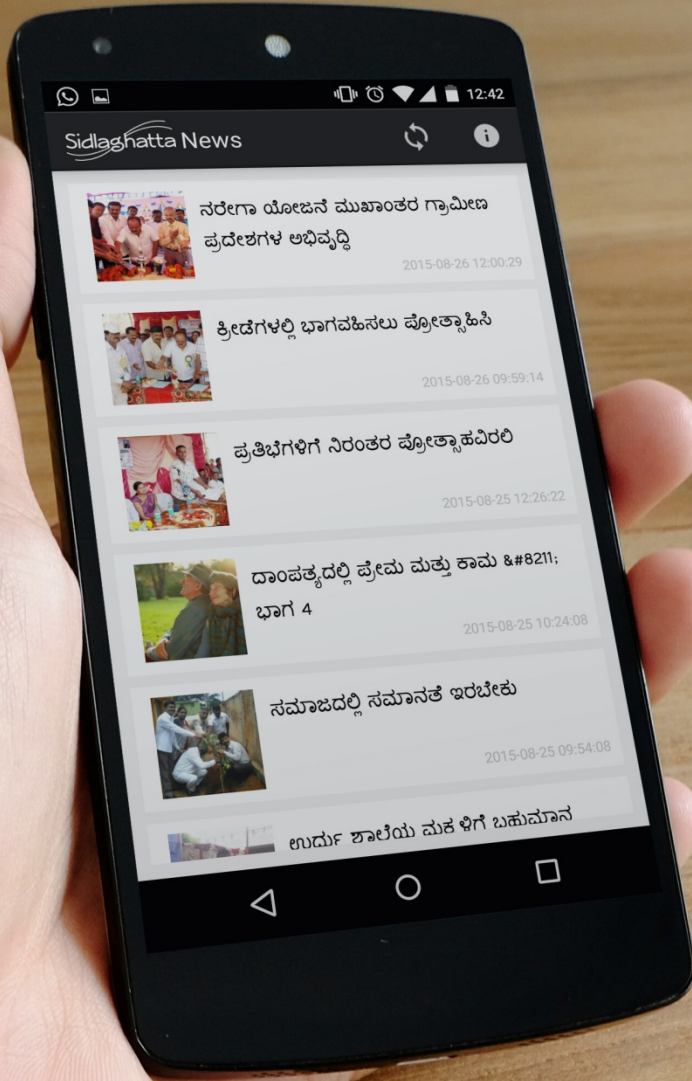 12:42
Sidlaghatta News
ನರೇಗಾ ಯೋಜನೆ ಮುಖಾಂತರ ಗ್ರಾಮೀಣ
ಪ್ರದೇಶಗಳ ಅಭಿವೃದ್ಧಿ
2015-08-26 12:00:29
ಕ್ರೀಡೆಗಳಲ್ಲಿ ಭಾಗವಹಿಸಲು ಪ್ರೋತ್ಸಾಹಿಸಿ
2015-08-26 09:59:14
ಪ್ರತಿಭೆಗಳಿಗೆ ನಿರಂತರ ಪ್ರೋತ್ಸಾಹವಿರಲಿ
2015-08-25 12:26:22
ದಾಂಪತ್ಯದಲ್ಲಿ ಪ್ರೇಮ ಮತ್ತು ಕಾಮ &#8211;
ಭಾಗ 4
2015-08-25 10:24:08
ಸಮಾಜದಲ್ಲಿ ಸಮಾನತೆ ಇರಬೇಕು
2015-08-25 09:54:08
ಉರ್ದು ಶಾಲೆಯ ಮಕ್ಕಳಿಗೆ ಬಹುಮಾನ